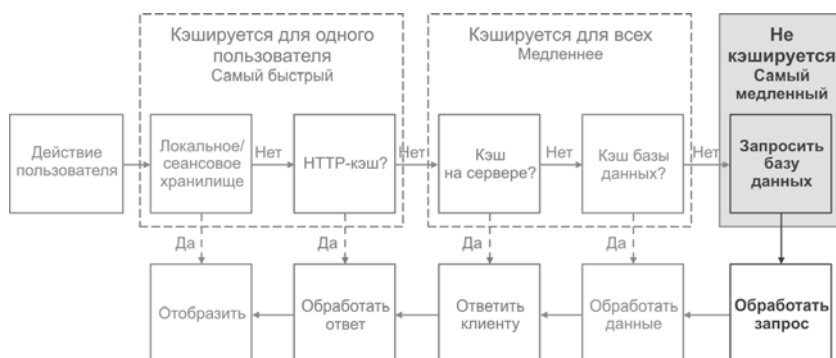 Кэшируется для одного
пользователя
Самый быстрый
Кэшируется для всех
Медленнее
Не
кэшируется
Самый
медленный
Действие
пользователя
Локальное/
сеансовое
хранилище
Нет
HTTP-кэш?
Нет
Кэш
на сервере?
Нет
Кэш базы
данных?
Нет
Запросить
базу
данных
Да
Да
Да
Да
Отобразить
Обработать
ответ
Ответить
клиенту
Обработать
данные
Обработать
запрос